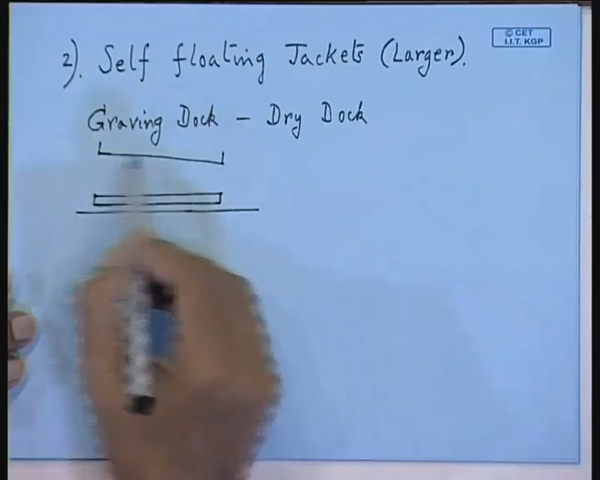 © CET
I.I.T. KGP
2). Self floating Jackets (Larger).
Graving Dock – Dry Dock